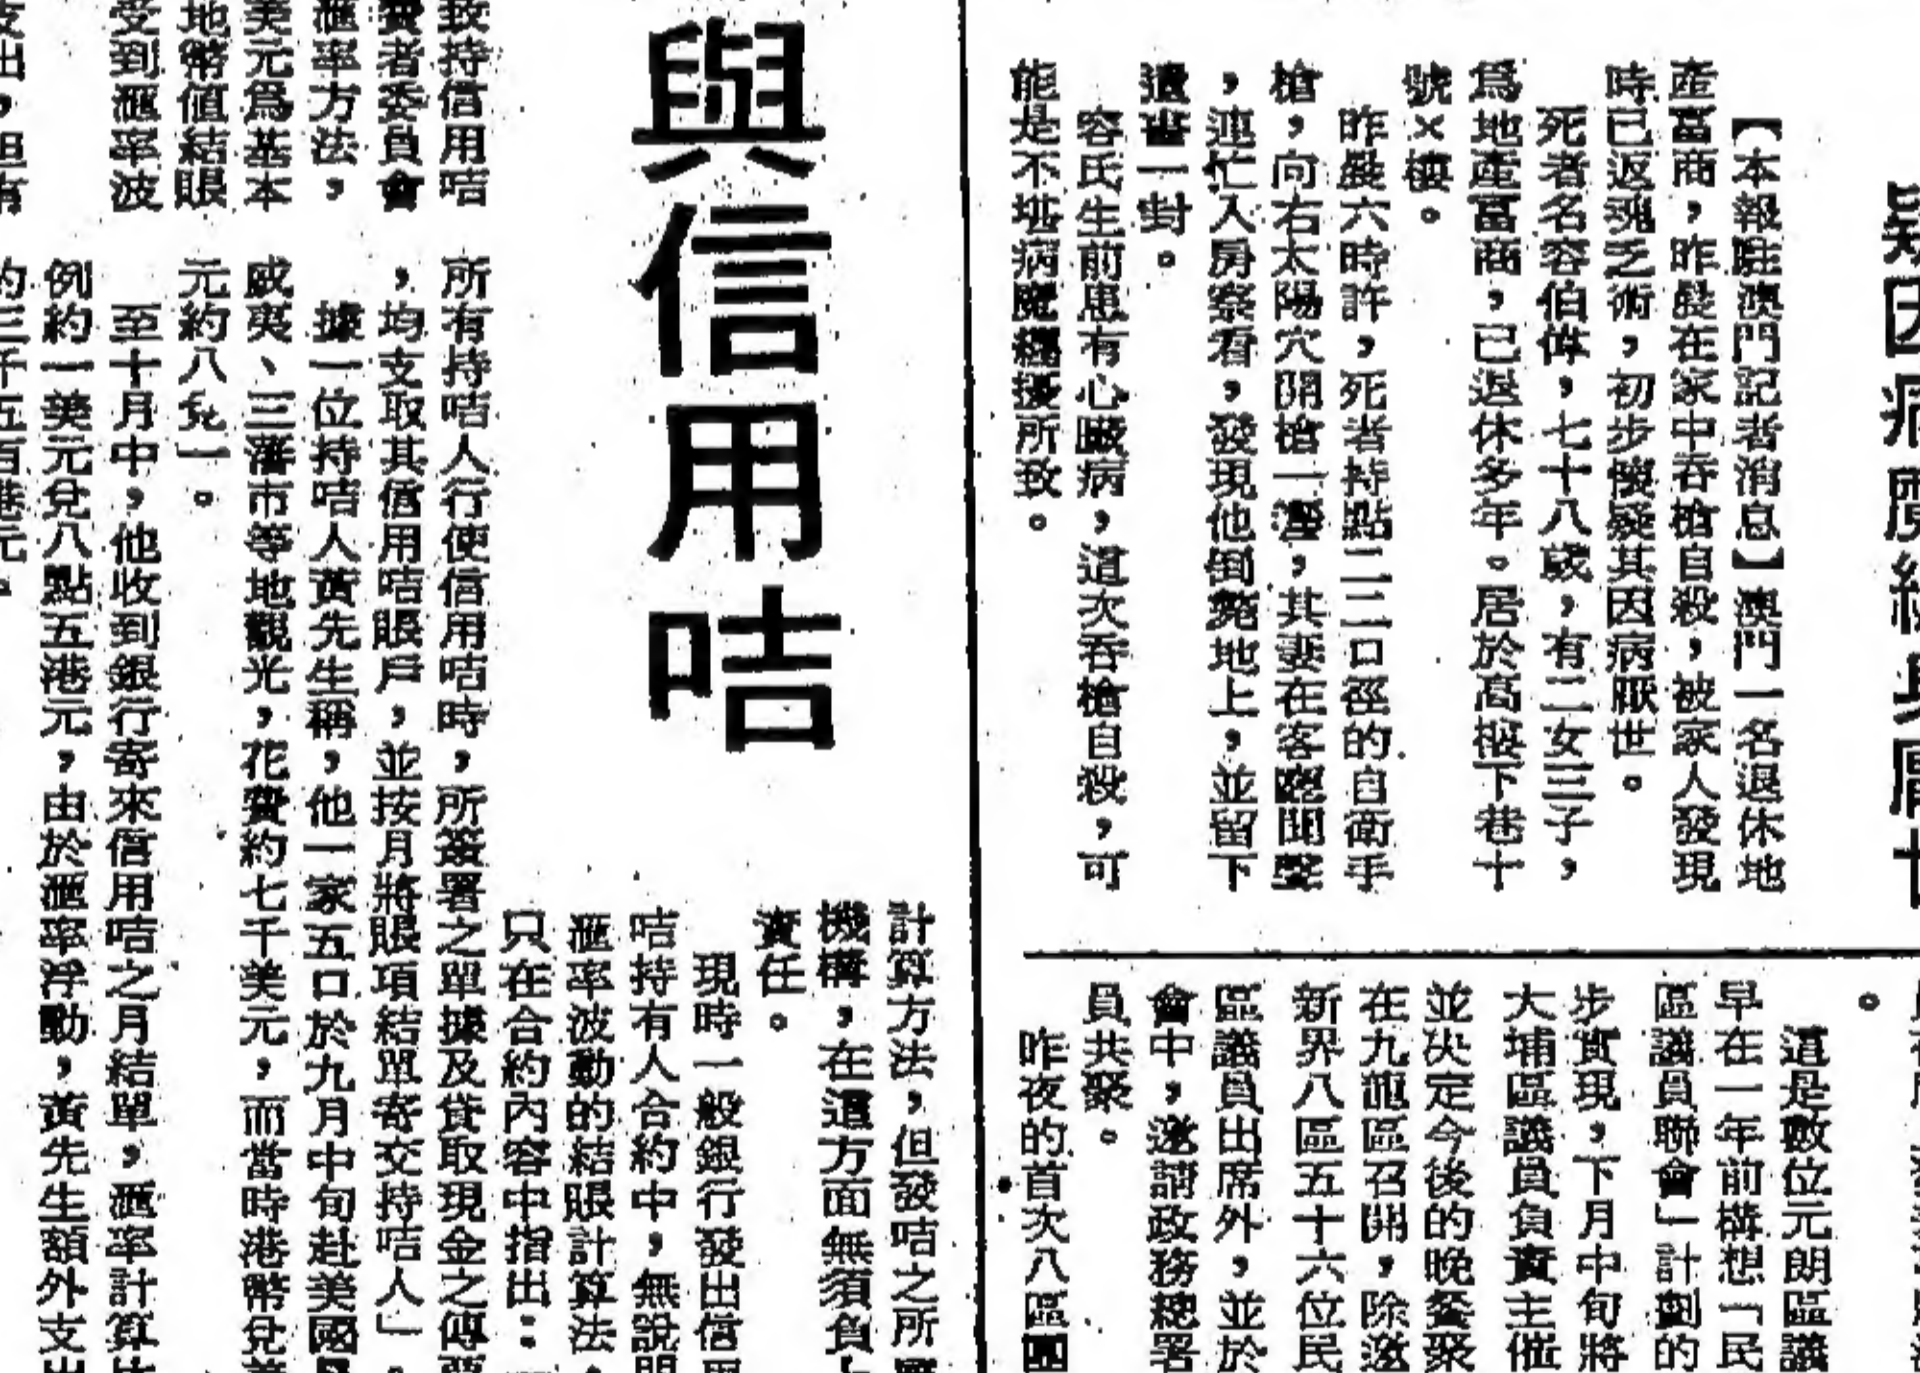 【本報駐澳門記者消息】澳門一名退休地
產富商，昨晨在家中吞槍自殺，被家人發現
時已返魂乏術，初步懷疑其因病厭世。
死者名容伯偉，七十八歲，有二女三子，
爲地產富商，已退休多年。居於高樓下巷十
號×樓。
昨晨六時許，死者持點二二口徑的自衛手
槍，向右太陽穴開槍一響，其妻在客廳聞聲
，連忙入房察看，發現他倒斃地上，並留下
遺書一封。
容氏生前患有心臟病，這次吞槍自殺，可
能是不堪病魔纏擾所致。
。
這是數位元朗區議
早在一年前構想「民
區議員聯會」計劃的
步實現，下月中旬將
大埔區議員負責主催
並決定今後的晚餐聚
在九龍區召開，除邀
新界八區五十六位民
區議員出席外，並於
會中，邀請政務總署
員共聚。
昨夜的首次八區團
與信用咭
計算方法，但發咭之所屬
機構，在這方面無須負上
責任。
現時一般銀行發出信用
咭持有人合約中，無說明
滙率波動的結賬計算法，
只在合約內容中指出：
致持信用咭
費者委員會
滙率方法，
美元爲基本
地幣值結賬
受到滙率波
支出，但有
所有持咭人行使信用咭時，所簽署之單據及貸取現金之傳票
，均支取其信用咭賬戶，並按月將賬項結單寄交持咭人」。
據一位持咭人黃先生稱，他一家五口於九月中旬赴美國
威夷、三藩市等地觀光，花費約七千美元，而當時港幣兌美
元約八兌一。
至十月中，他收到銀行寄來信用咭之月結單，滙率計算比
例約一美元兌八點五港元，由於滙率浮動，黃先生額外支出
約三千五百港元。